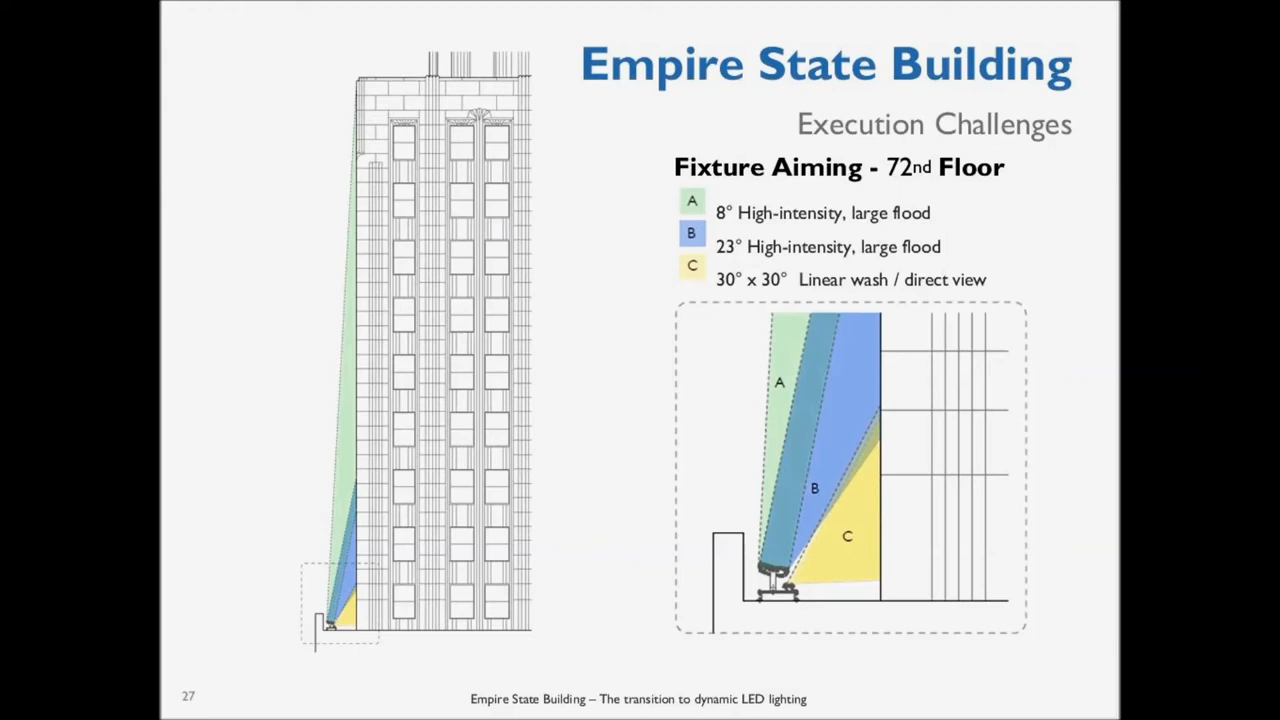 Empire State Building
Execution Challenges
Fixture Aiming - 72nd Floor
A 8° High-intensity, large flood
B 23° High-intensity, large flood
C 30° x 30° Linear wash / direct view
A
B
C
27
Empire State Building – The transition to dynamic LED lighting